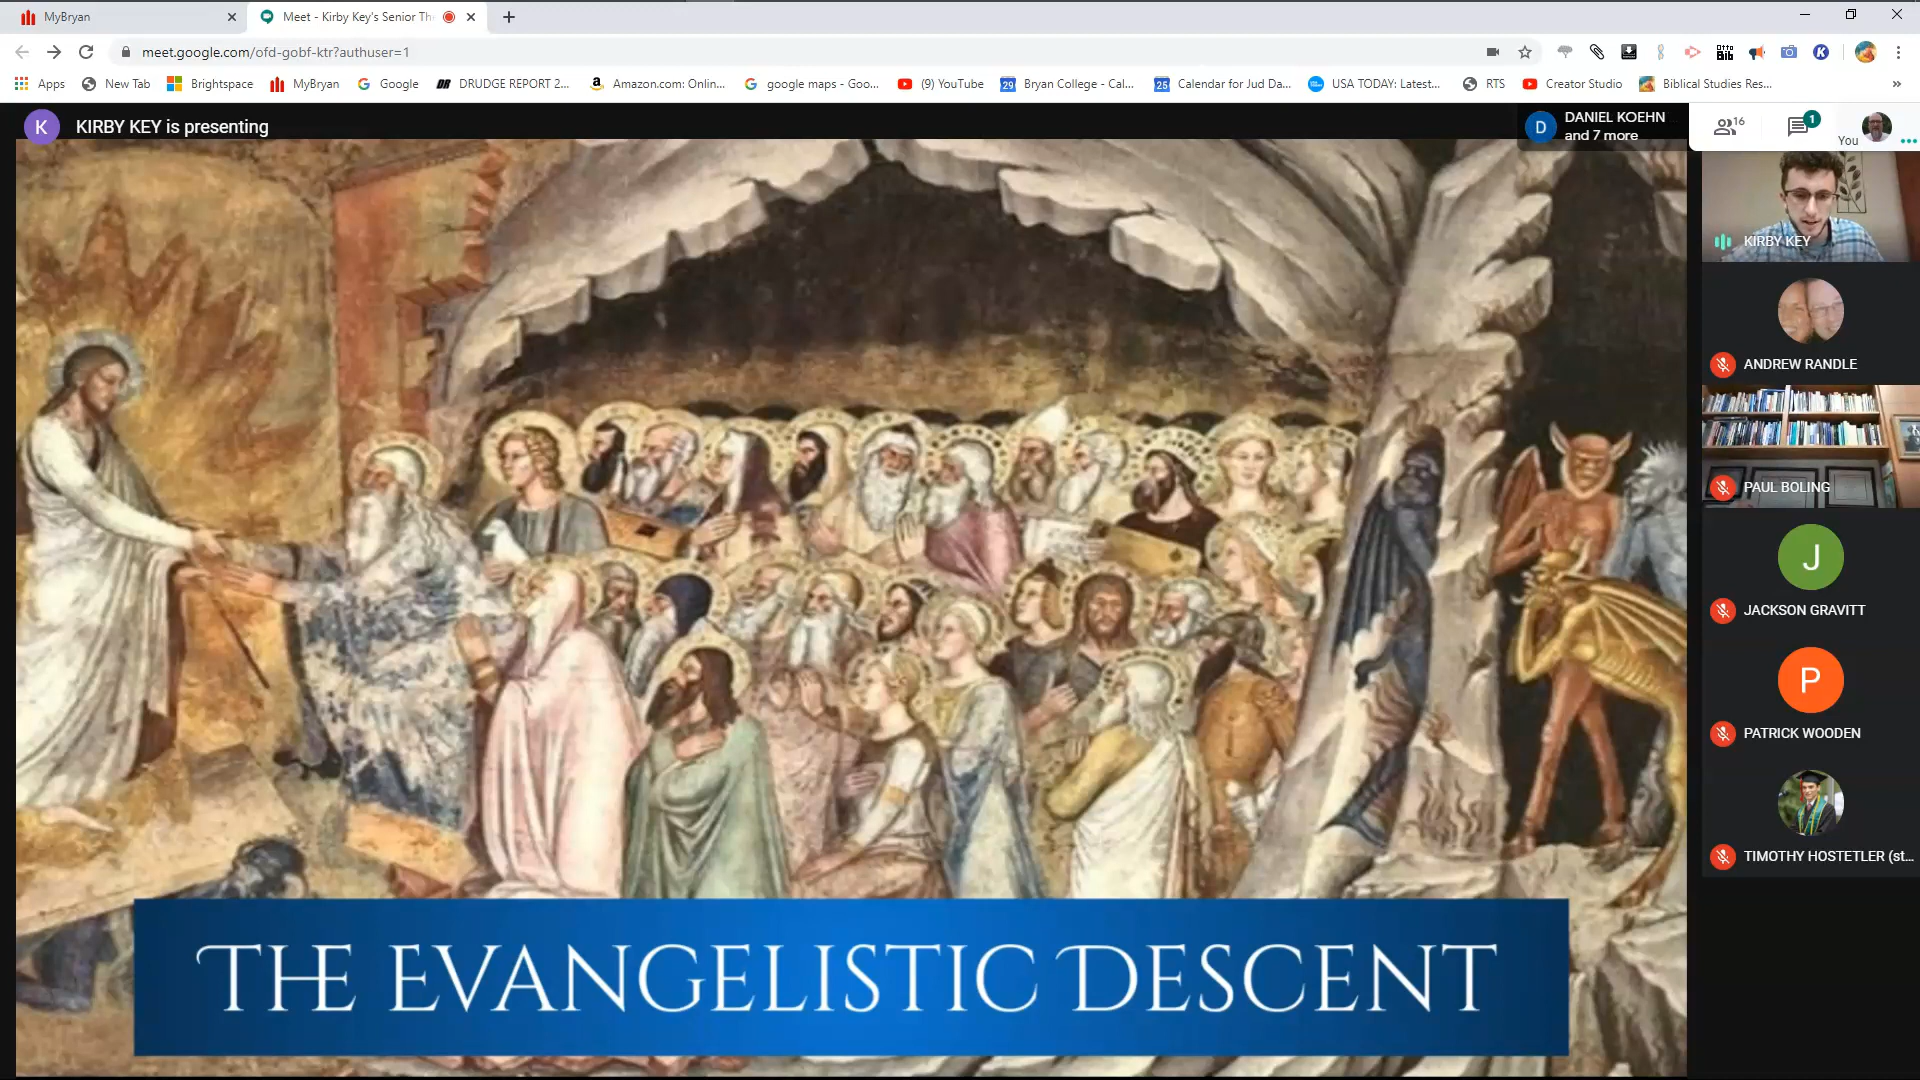 MyBryan
Meet - Kirby Key's Senior Th
meet.google.com/ofd-gobf-ktr?authuser=1
Apps
New Tab
Brightspace
MyBryan
Google
DRUDGE REPORT 2...
Amazon.com: Onlin...
google maps - Goo...
(9) YouTube
Bryan College - Cal...
Calendar for Jud Da...
USA TODAY: Latest...
RTS
Creator Studio
Biblical Studies Res...
K
KIRBY KEY is presenting
D
DANIEL KOEHN
and 7 more
16
1
You
KIRBY KEY
ANDREW RANDLE
PAUL BOLING
J
JACKSON GRAVITT
P
PATRICK WOODEN
TIMOTHY HOSTETLER (st...
THE EVANGELISTIC DESCENT